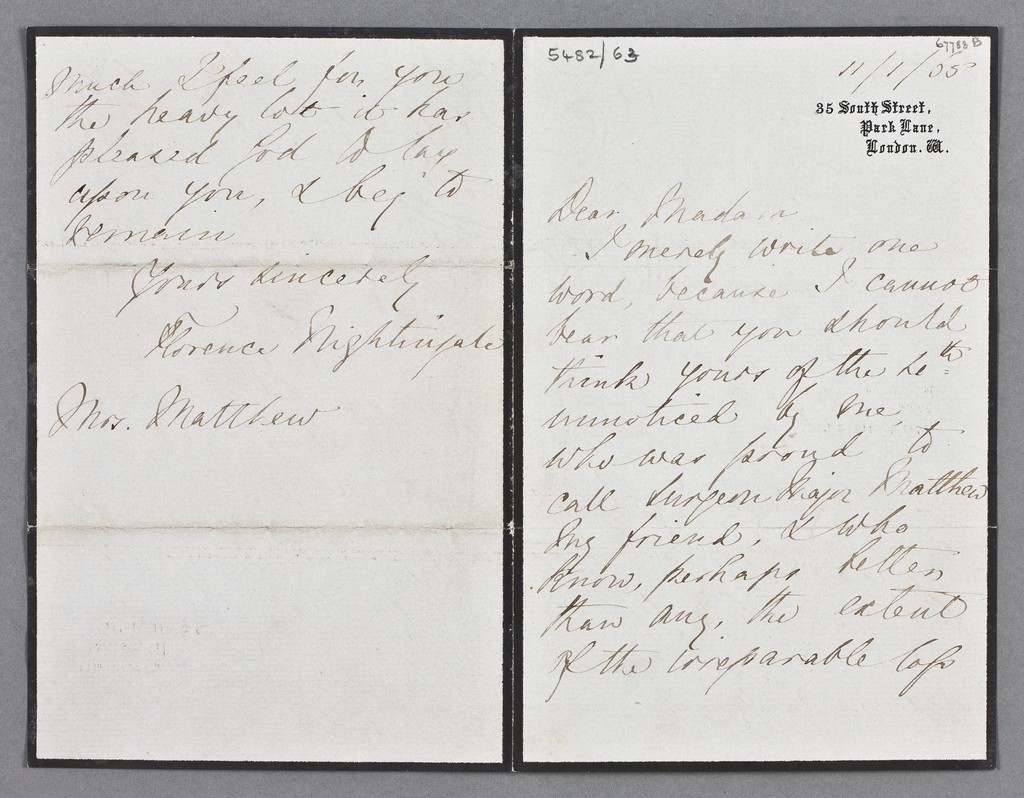 5482/63
67788 B
11/1/
35 South Street,
Park Lane,
London. W.
Dear Madam
I merely write one
word, because I cannot
bear that you should
think yours of the 4th
unnoticed by me
who was proud to
call Surgeon Major Matthew
my friend, & who
know, perhaps better
than any, the extent
of the irreparable loss
much I feel for you
the heavy lot it has
pleased God to lay
upon you, & beg to
remain
Yours sincerely
Florence Nightingale
Mrs. Matthew